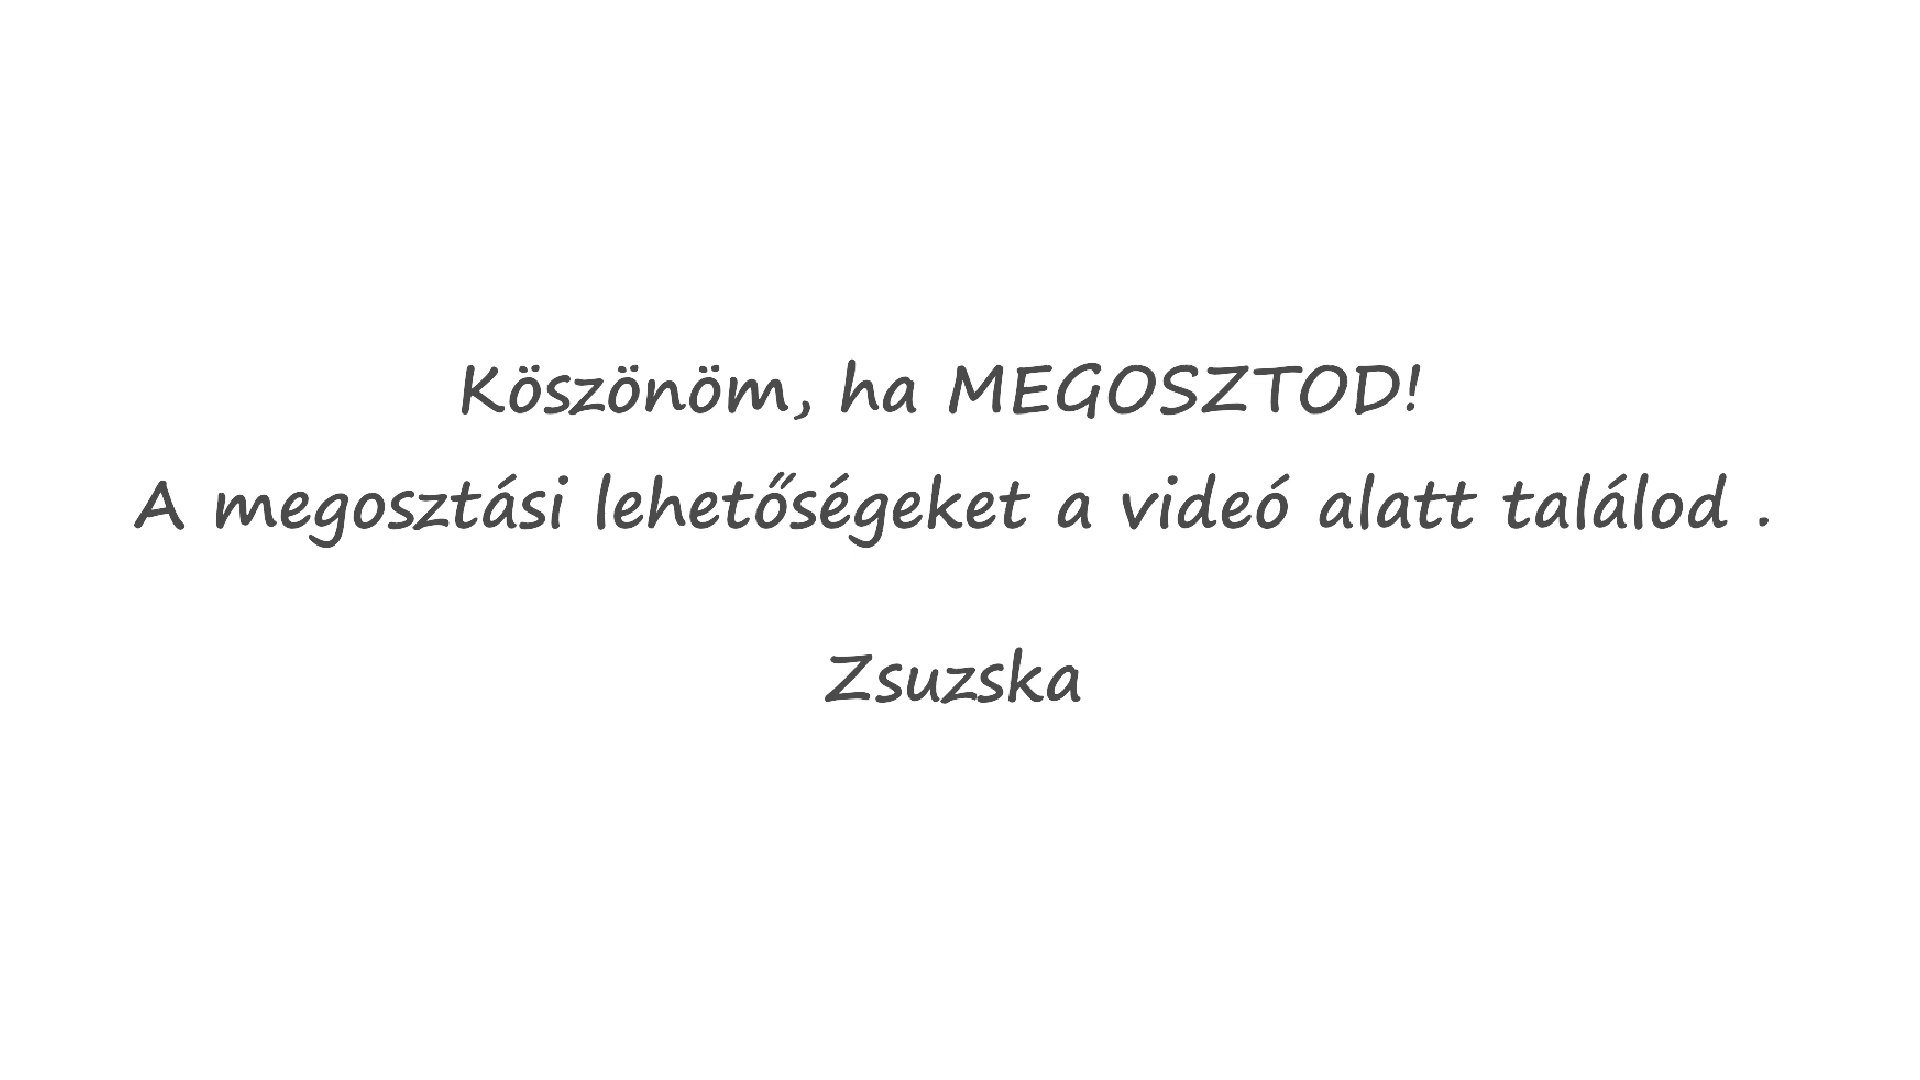 Köszönöm, ha MEGOSZTOD!
A megosztási lehetőségeket a videó alatt találod .
Zsuzska